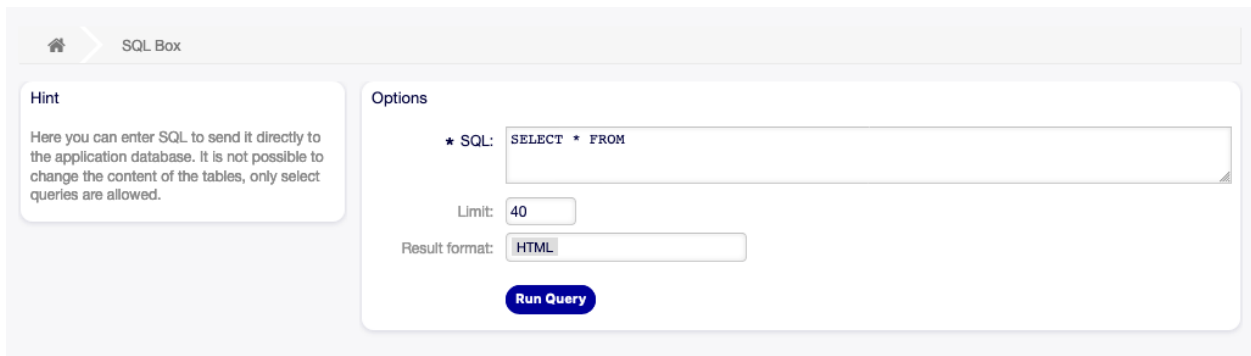 SQL Box
Hint
Here you can enter SQL to send it directly to
the application database. It is not possible to
change the content of the tables, only select
queries are allowed.
Options
* SQL: SELECT * FROM
Limit: 40
Result format: HTML
Run Query